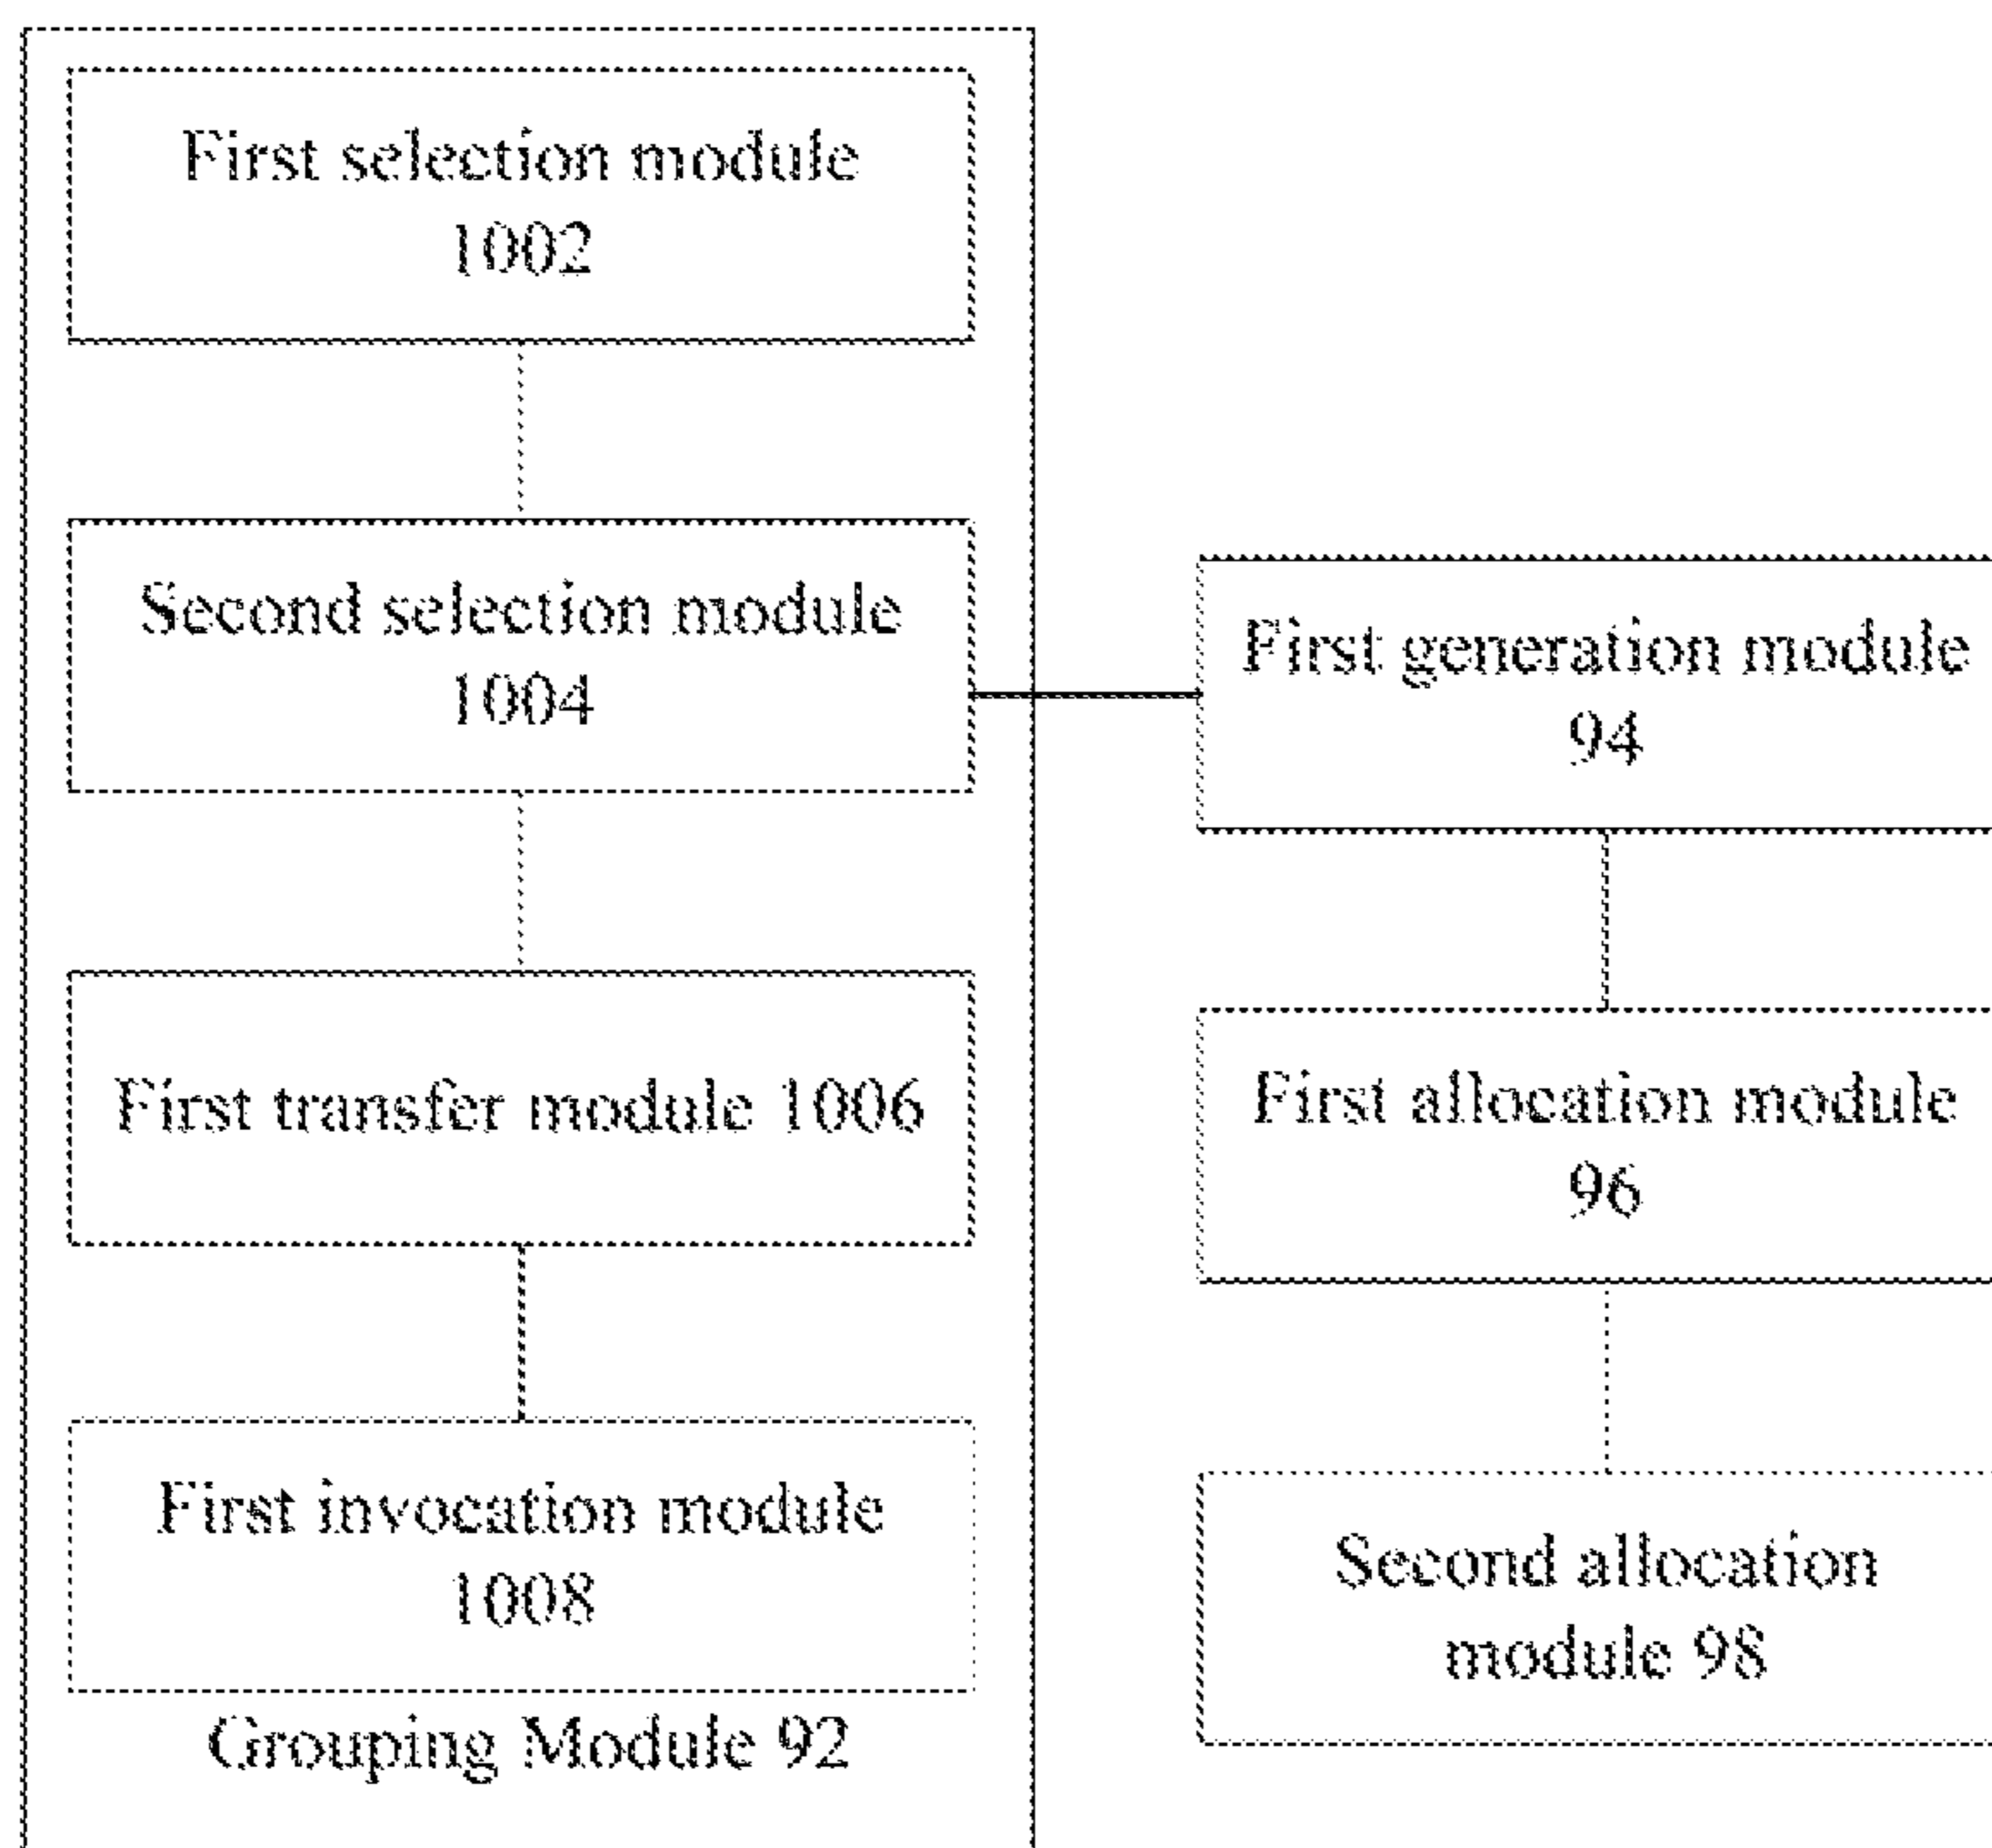 First selection module
1002
Second selection module
1004
First transfer module 1006
First invocation module
1008
Grouping Module 92
First generation module
94
First allocation module
96
Second allocation
module 98